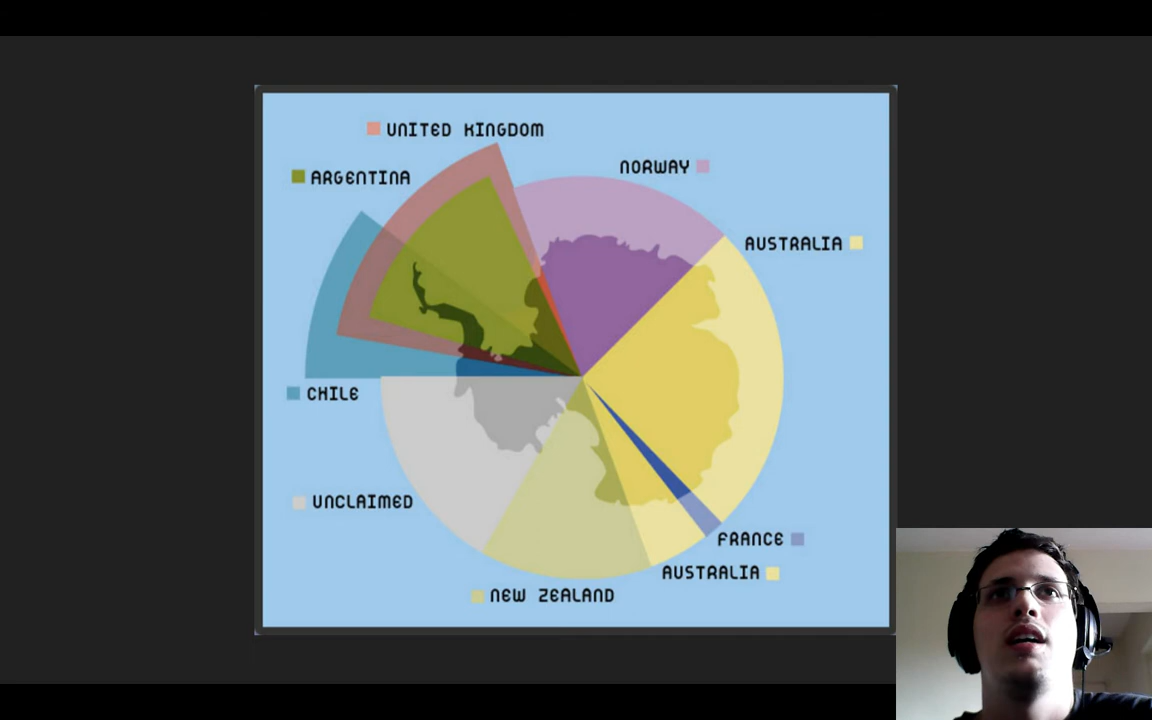 UNITED KINGDOM
NORWAY
ARGENTINA
AUSTRALIA
CHILE
UNCLAIMED
FRANCE
AUSTRALIA
NEW ZEALAND